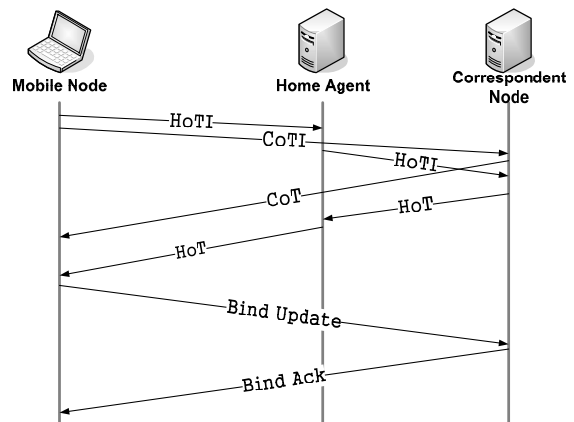 Mobile Node
Home Agent
Correspondent
Node
HoTI
CoTI
HoTI
CoT
HoT
HoT
Bind Update
Bind Ack